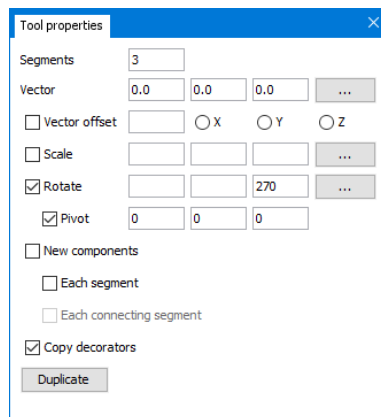 Tool properties
Segments 3
Vector 0.0 0.0 0.0 ...
Vector offset X Y Z
Scale ...
Rotate 270 ...
Pivot 0 0 0
New components
Each segment
Each connecting segment
Copy decorators
Duplicate